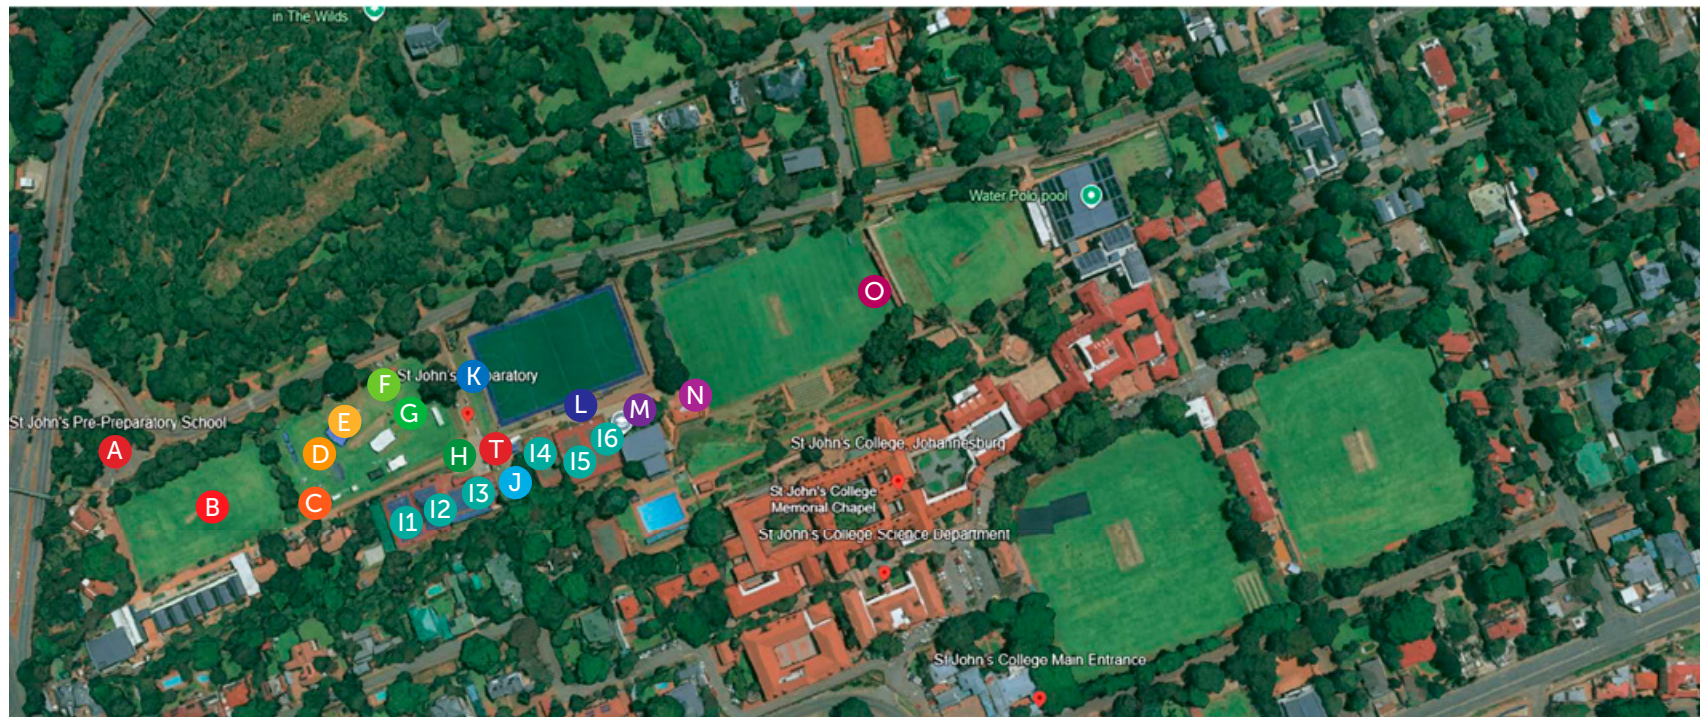 in The Wilds
Water Polo pool
O
F
St John's
K
paratory
G
N
L
M
St John's Pre-Preparatory School
E
A
D
H
T
I4
I5
I6
St John's College, Johannesburg
C
B
I1
I2
I3
J
St John's College
Memorial Chapel
St John's College Science Department
St John's College Main Entrance